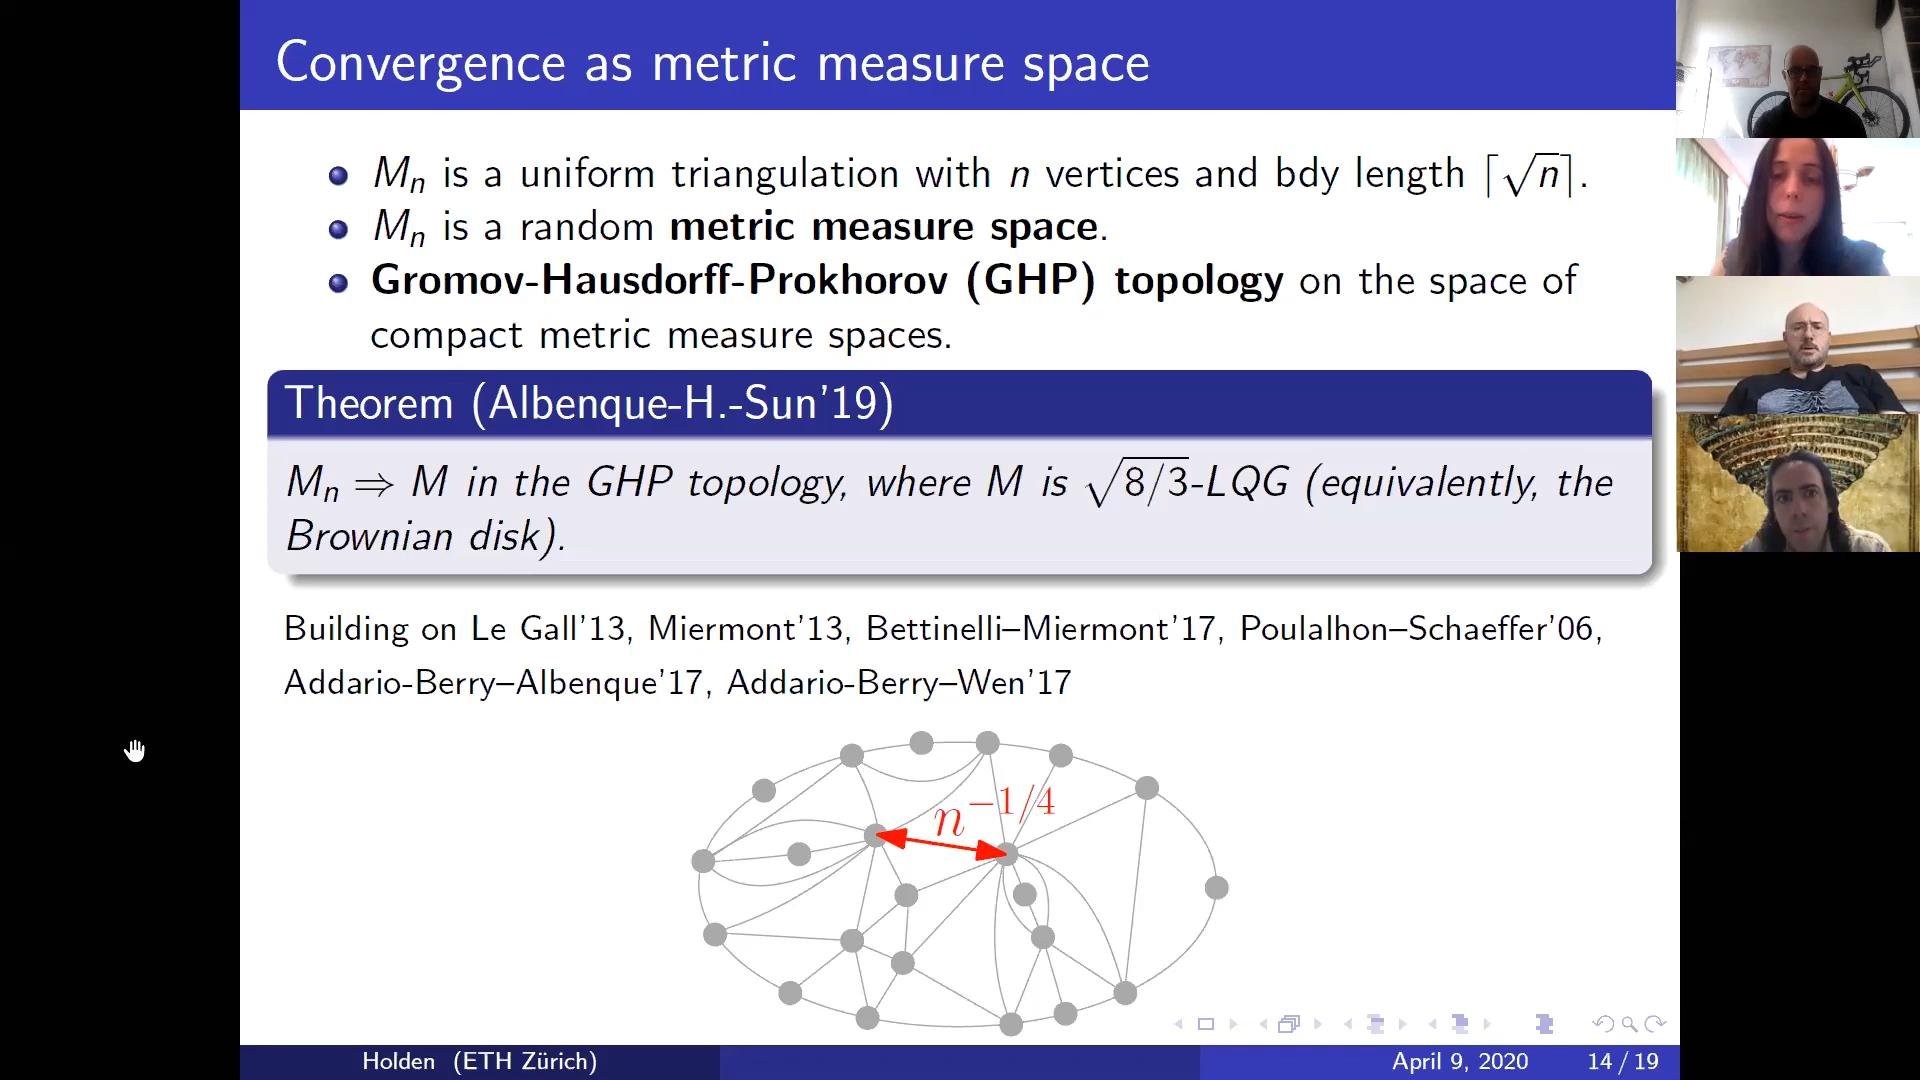 Convergence as metric measure space
Mₙ is a uniform triangulation with n vertices and bdy length ⌈√n⌉.
Mₙ is a random metric measure space.
Gromov-Hausdorff-Prokhorov (GHP) topology on the space of
compact metric measure spaces.
Theorem (Albenque-H.-Sun'19)
Mₙ ⇒ M in the GHP topology, where M is √8/3-LQG (equivalently, the
Brownian disk).
Building on Le Gall'13, Miermont'13, Bettinelli–Miermont'17, Poulalhon–Schaeffer'06,
Addario-Berry–Albenque'17, Addario-Berry–Wen'17
n^{-1/4}
Holden (ETH Zürich) April 9, 2020 14 / 19